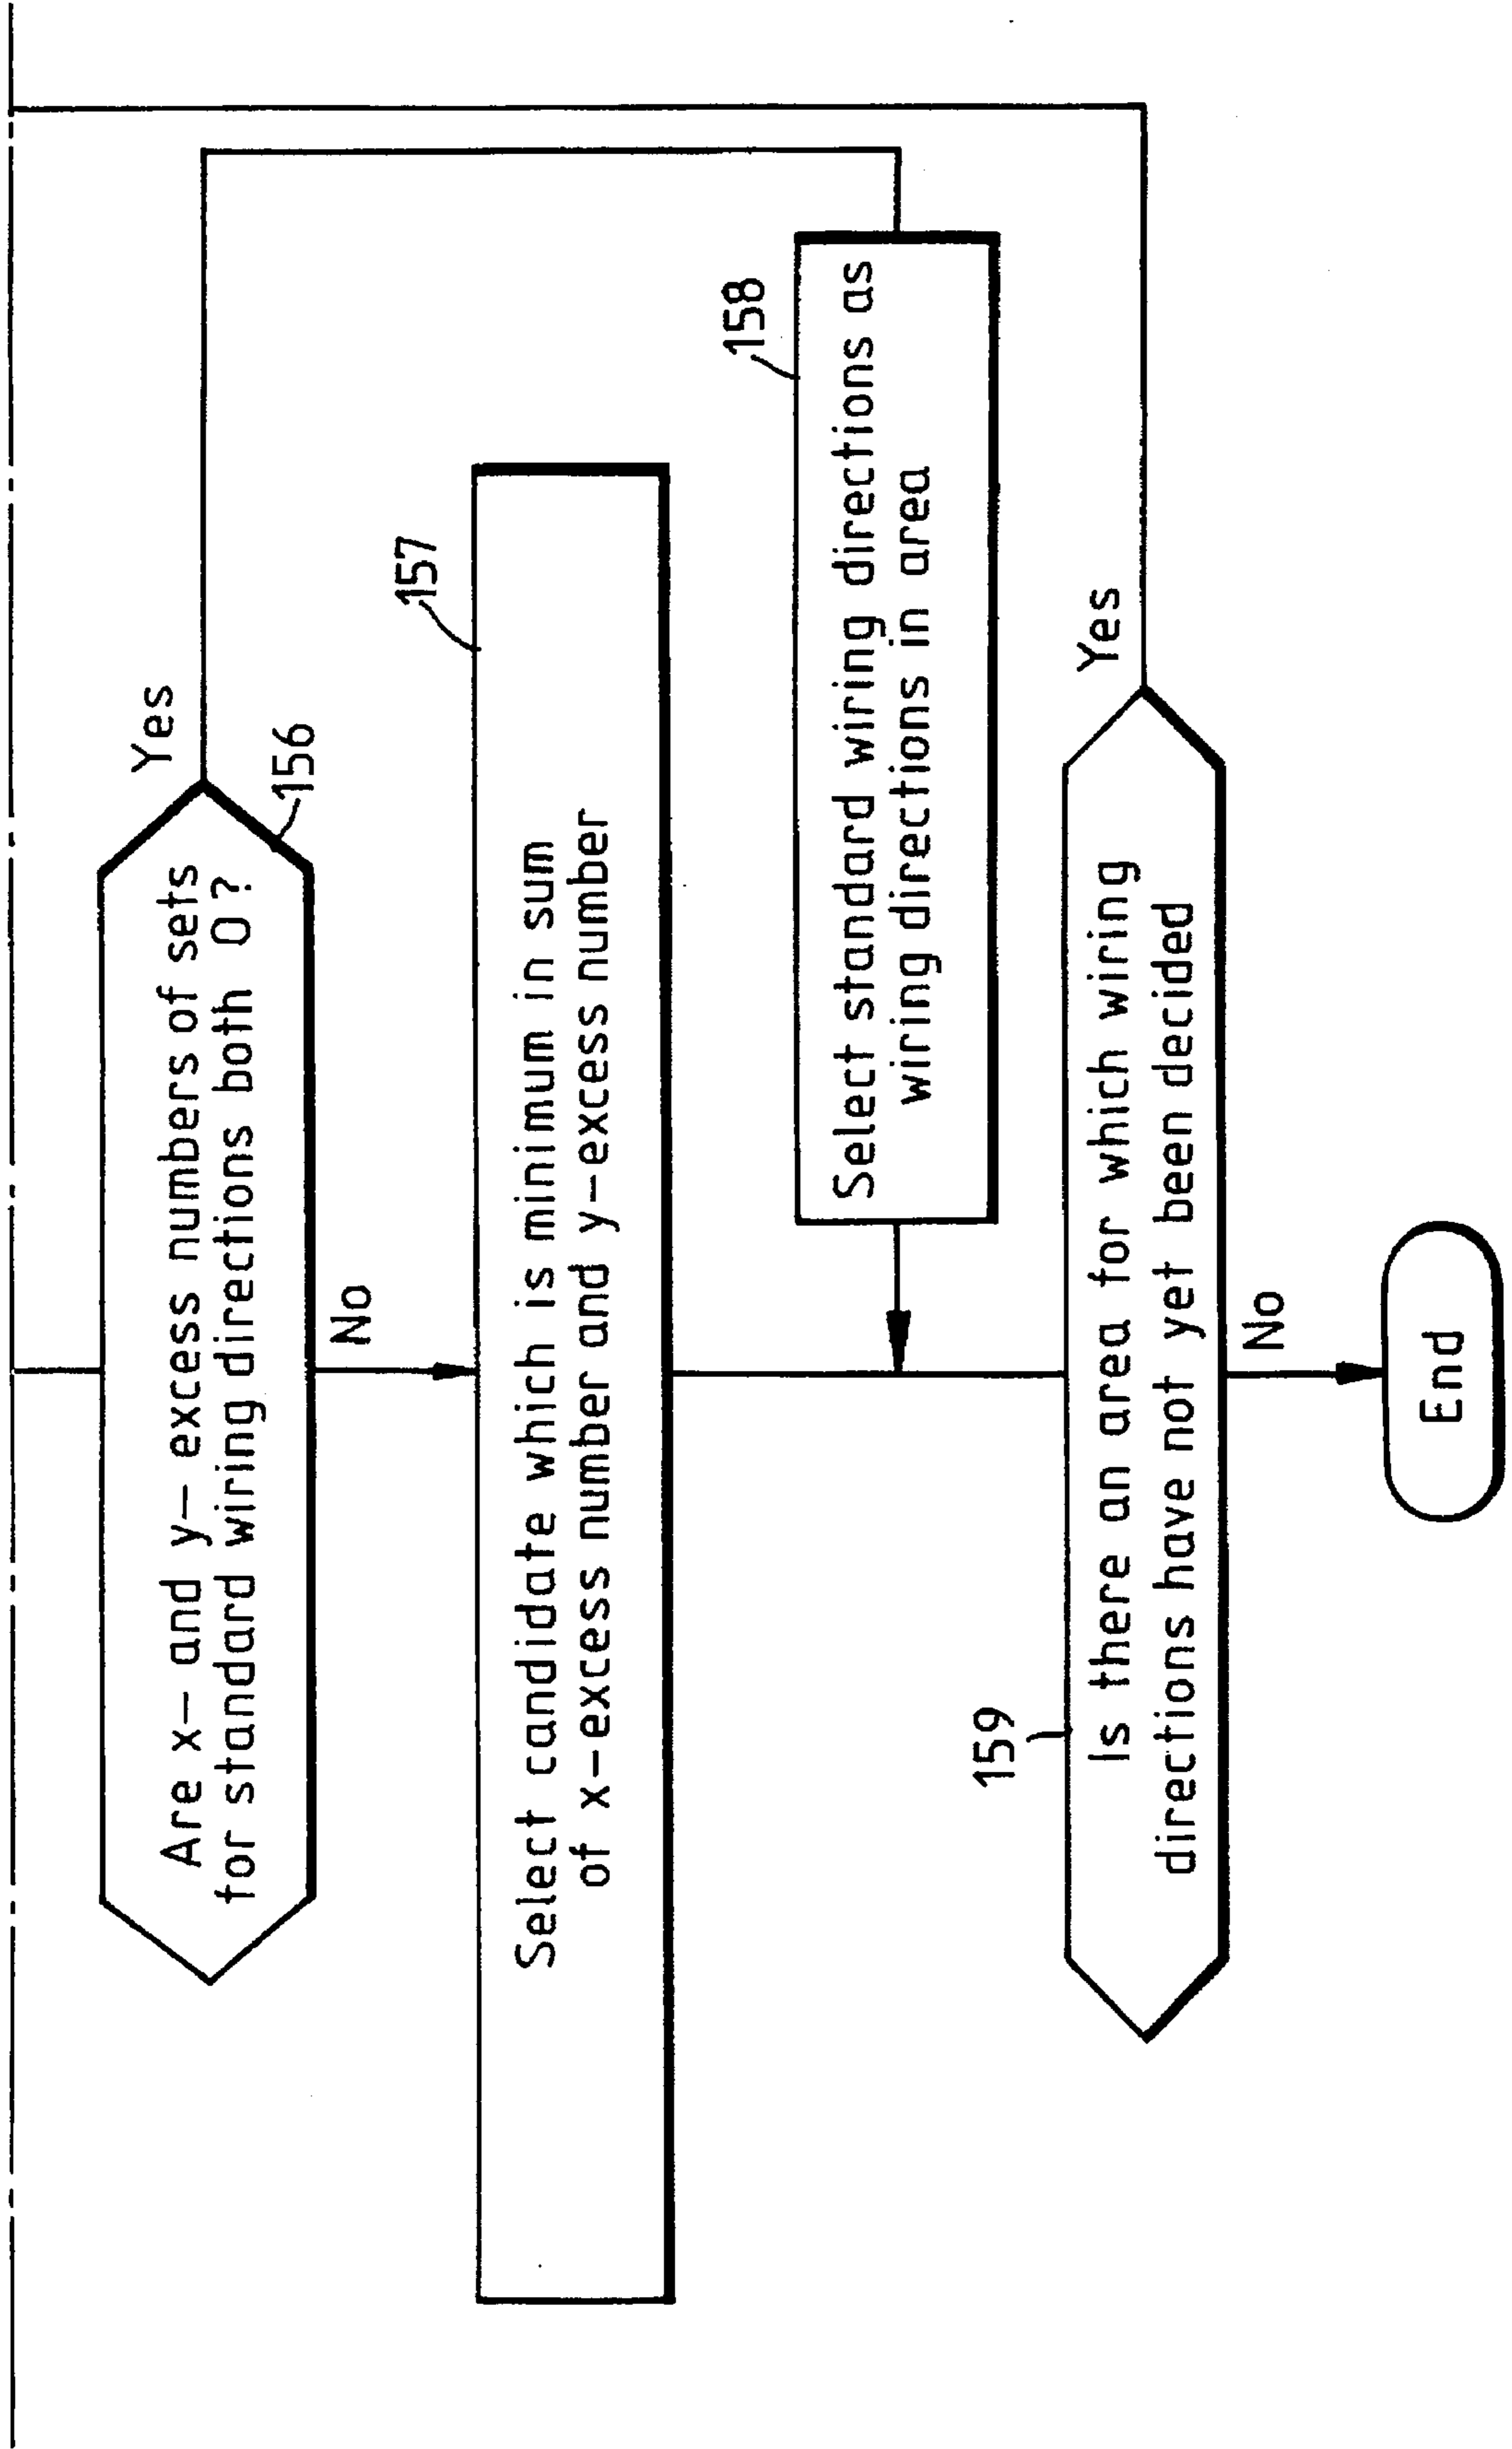 Are x- and y- excess numbers of sets
for standard wiring directions both 0?
Yes
156
No
157
Select candidate which is minimum in sum
of x-excess number and y-excess number
158
Select standard wiring directions as
wiring directions in area
159
Is there an area for which wiring
directions have not yet been decided
Yes
No
End